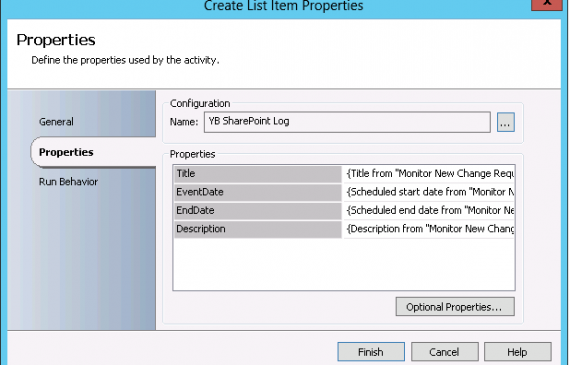 Create List Item Properties
x
Properties
Define the properties used by the activity.
General
Properties
Run Behavior
Configuration
Name: YB SharePoint Log ...
Properties
Title {Title from "Monitor New Change Requ
EventDate {Scheduled start date from "Monitor N
EndDate {Scheduled end date from "Monitor Ne
Description {Description from "Monitor New Chang
Optional Properties...
Finish Cancel Help